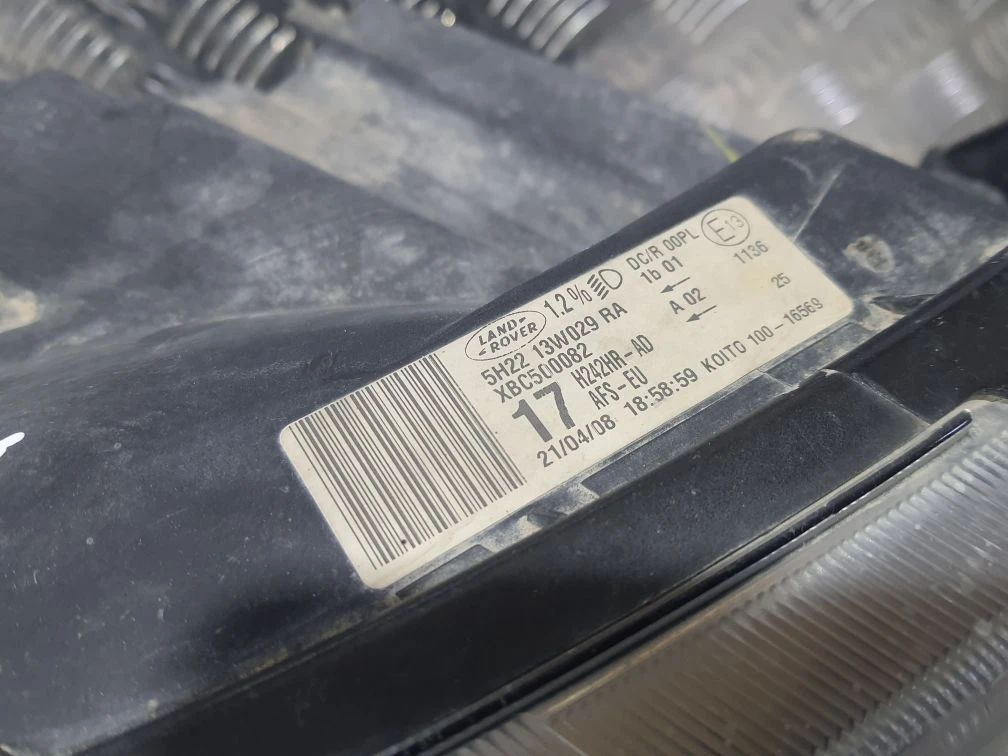 LAND-
-ROVER
1.2%
DC/R 00PL
E13
5H22 13W029 RA
1b 01
1136
XBC500082
A 02
25
17
H242HR-AD
AFS-EU
21/04/08 18:58:59 KOITO 100-16569